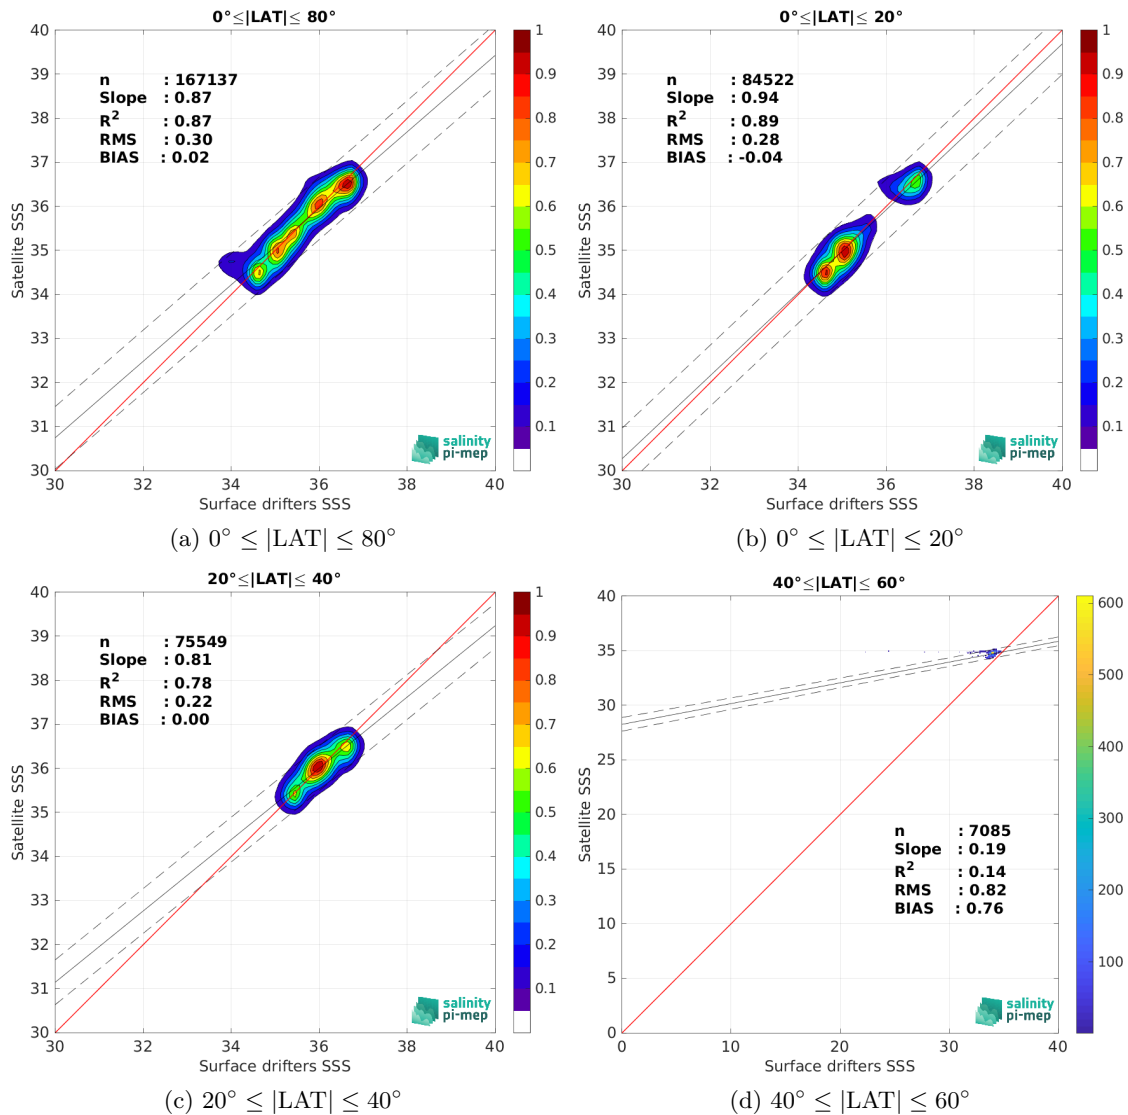 0°≤|LAT|≤ 80°
40
39
38
37
36
35
34
33
32
31
30
30 32 34 36 38 40
Satellite SSS
Surface drifters SSS
n : 167137
Slope : 0.87
R² : 0.87
RMS : 0.30
BIAS : 0.02
salinity
pi-mep
1
0.9
0.8
0.7
0.6
0.5
0.4
0.3
0.2
0.1
(a) 0° ≤ |LAT| ≤ 80°
0°≤|LAT|≤ 20°
40
39
38
37
36
35
34
33
32
31
30
30 32 34 36 38 40
Satellite SSS
Surface drifters SSS
n : 84522
Slope : 0.94
R² : 0.89
RMS : 0.28
BIAS : -0.04
salinity
pi-mep
1
0.9
0.8
0.7
0.6
0.5
0.4
0.3
0.2
0.1
(b) 0° ≤ |LAT| ≤ 20°
20°≤|LAT|≤ 40°
40
39
38
37
36
35
34
33
32
31
30
30 32 34 36 38 40
Satellite SSS
Surface drifters SSS
n : 75549
Slope : 0.81
R² : 0.78
RMS : 0.22
BIAS : 0.00
salinity
pi-mep
1
0.9
0.8
0.7
0.6
0.5
0.4
0.3
0.2
0.1
(c) 20° ≤ |LAT| ≤ 40°
40°≤|LAT|≤ 60°
40
35
30
25
20
15
10
5
0
0 10 20 30 40
Satellite SSS
Surface drifters SSS
n : 7085
Slope : 0.19
R² : 0.14
RMS : 0.82
BIAS : 0.76
salinity
pi-mep
600
500
400
300
200
100
(d) 40° ≤ |LAT| ≤ 60°